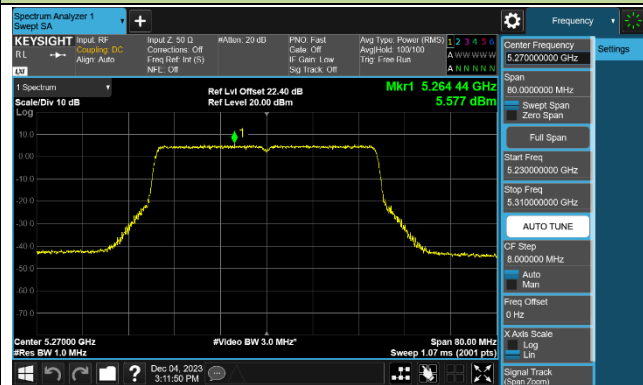 Spectrum Analyzer 1
Swept SA
Frequency
KEYSIGHT
Input: RF
Input Z: 50 Ω
#Atten: 20 dB
PNO: Fast
Avg Type: Power (RMS)
1 2 3 4 5 6
RL
Coupling: DC
Corrections: Off
Gate: Off
Avg|Hold: 100/100
A W W W W W
Align: Auto
Freq Ref: Int (S)
IF Gain: Low
Trig: Free Run
NFE: Off
Sig Track: Off
A N N N N N
LXI
1 Spectrum
Ref Lvl Offset 22.40 dB
Mkr1 5.264 44 GHz
Scale/Div 10 dB
Ref Level 20.00 dBm
5.577 dBm
Log
1
10.0
0.00
-10.0
-20.0
-30.0
-40.0
-50.0
-60.0
-70.0
Center 5.27000 GHz
#Video BW 3.0 MHz*
Span 80.00 MHz
#Res BW 1.0 MHz
Sweep 1.07 ms (2001 pts)
Dec 04, 2023
3:11:50 PM
Center Frequency
5.270000000 GHz
Settings
Span
80.0000000 MHz
Swept Span
Zero Span
Full Span
Start Freq
5.230000000 GHz
Stop Freq
5.310000000 GHz
AUTO TUNE
CF Step
8.000000 MHz
Auto
Man
Freq Offset
0 Hz
X Axis Scale
Log
Lin
Signal Track
(Span Zoom)